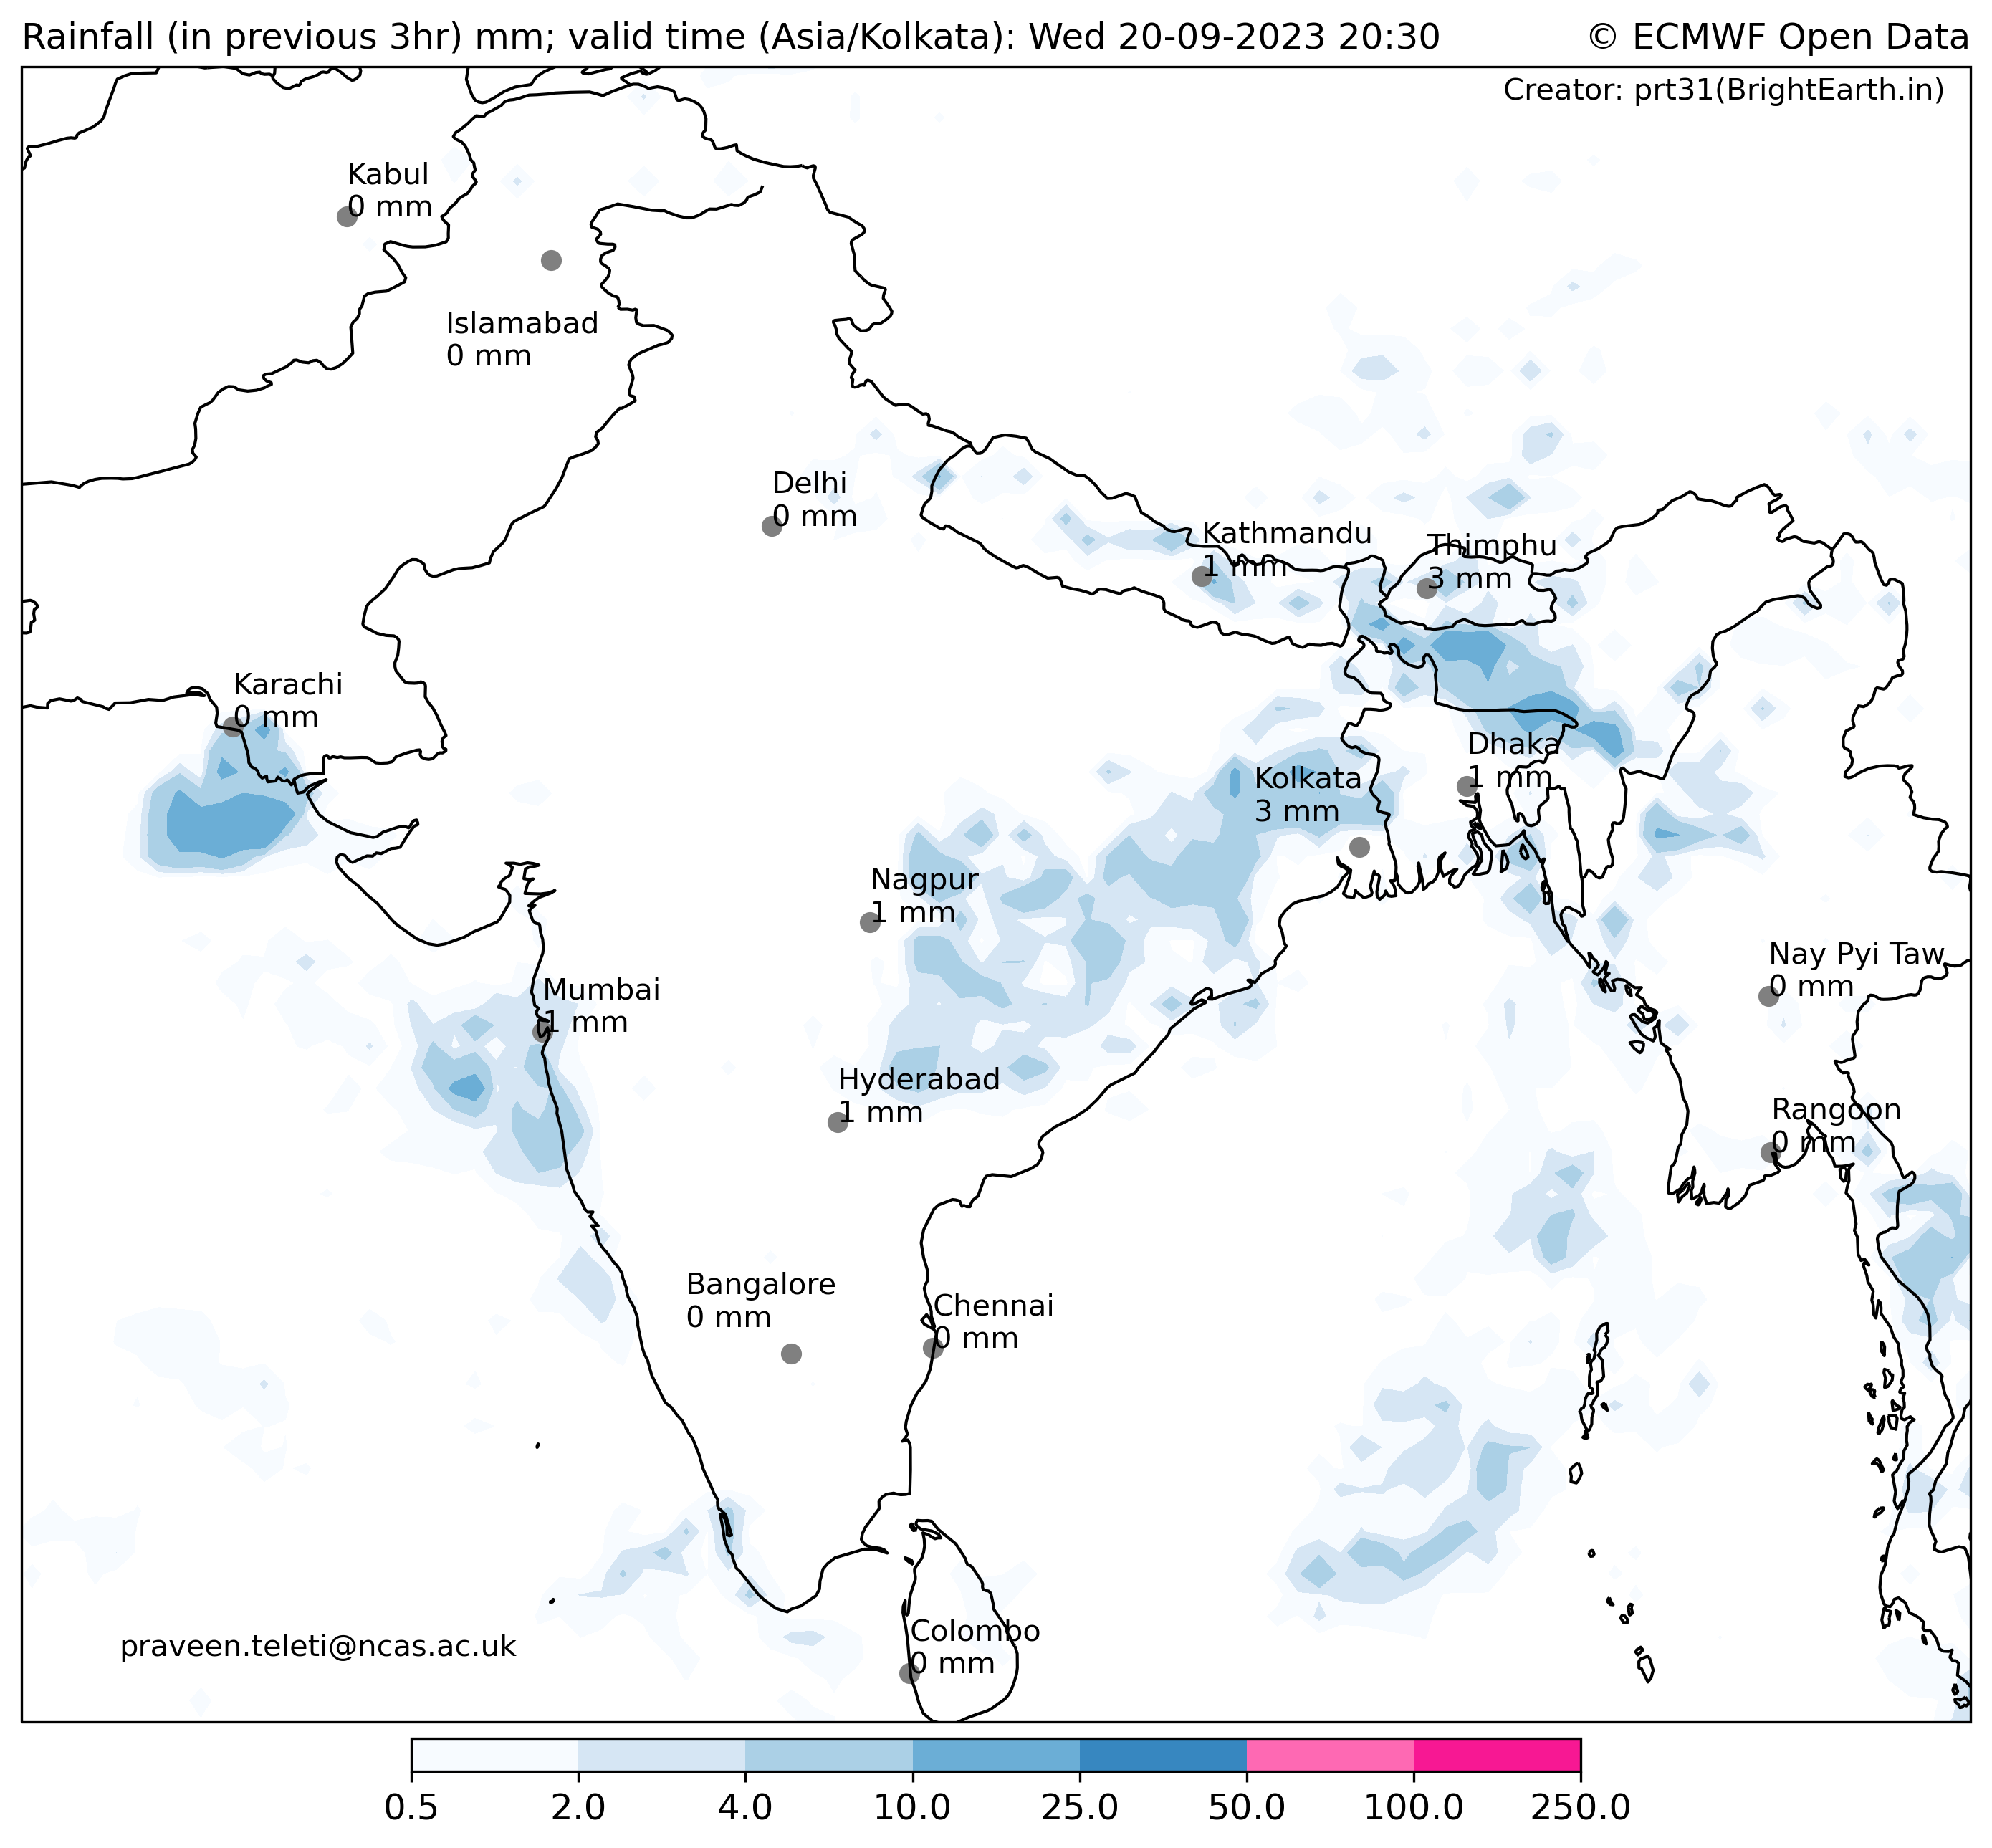 Rainfall (in previous 3hr) mm; valid time (Asia/Kolkata): Wed 20-09-2023 20:30
© ECMWF Open Data
Creator: prt31(BrightEarth.in)
Kabul
0 mm
Islamabad
0 mm
Delhi
0 mm
Kathmandu
1 mm
Thimphu
3 mm
Karachi
0 mm
Dhaka
1 mm
Kolkata
3 mm
Nagpur
1 mm
Nay Pyi Taw
0 mm
Mumbai
1 mm
Hyderabad
1 mm
Rangoon
0 mm
Bangalore
0 mm
Chennai
0 mm
Colombo
0 mm
praveen.teleti@ncas.ac.uk
0.5 2.0 4.0 10.0 25.0 50.0 100.0 250.0